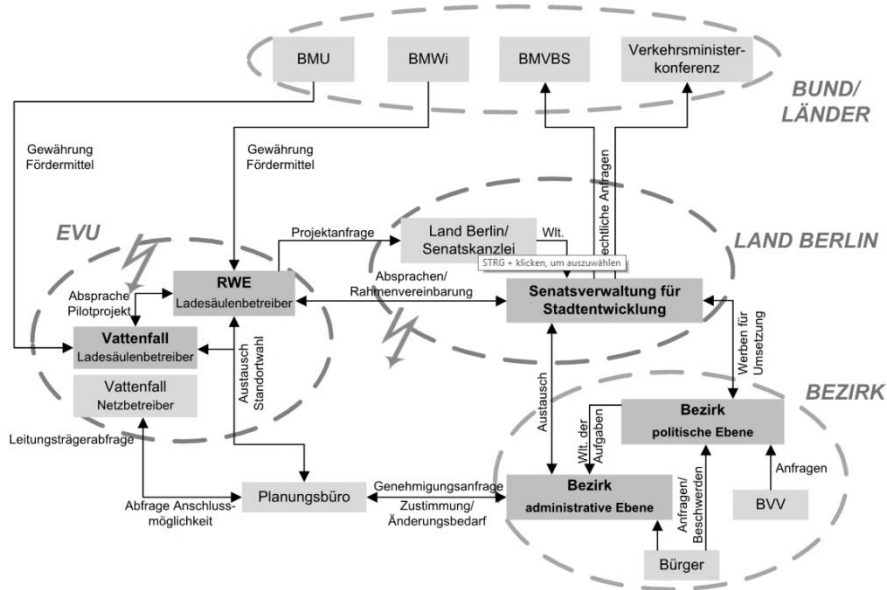 BMU
BMWi
BMVBS
Verkehrsminister-
konferenz
BUND/
LÄNDER
Gewährung
Fördermittel
Gewährung
Fördermittel
echtliche Anfragen
EVU
Projektanfrage
Land Berlin/
Senatskanzlei
Wlt.
LAND BERLIN
STRG + klicken, um auszuwählen
RWE
Ladesäulenbetreiber
Absprachen/
Rahmenvereinbarung
Senatsverwaltung für
Stadtentwicklung
Absprache
Pilotprojekt
Vattenfall
Ladesäulenbetreiber
Austausch
Standortwahl
Werben für
Umsetzung
Vattenfall
Netzbetreiber
Austausch
BEZIRK
Bezirk
politische Ebene
Wlt. der
Aufgaben
Leitungsträgerabfrage
Anfragen
Planungsbüro
Genehmigungsanfrage
Zustimmung/
Änderungsbedarf
Bezirk
administrative Ebene
Anfragen/
Beschwerden
BVV
Abfrage Anschluss-
möglichkeit
Bürger